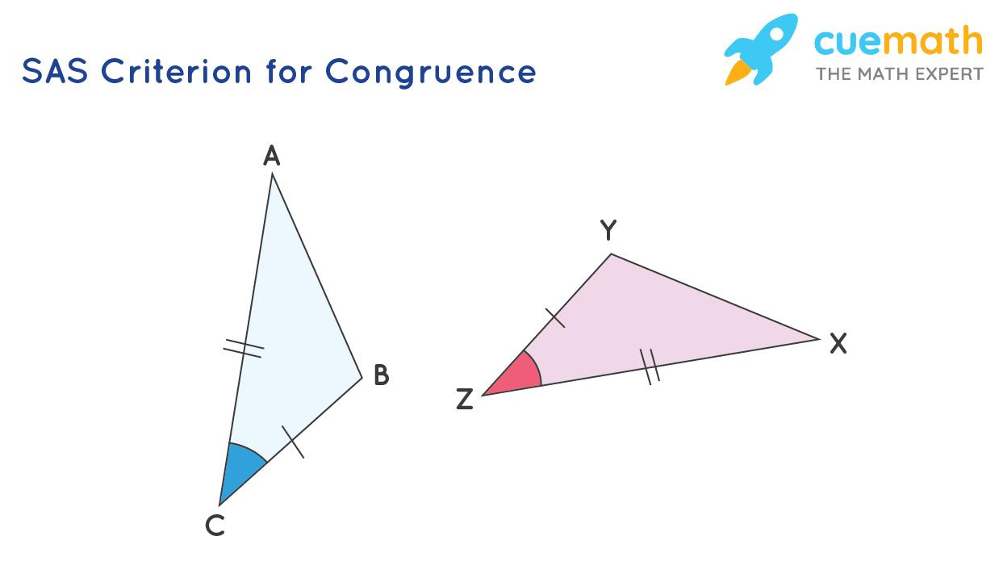 SAS Criterion for Congruence
cuemath
THE MATH EXPERT
A
B
C
Y
X
Z